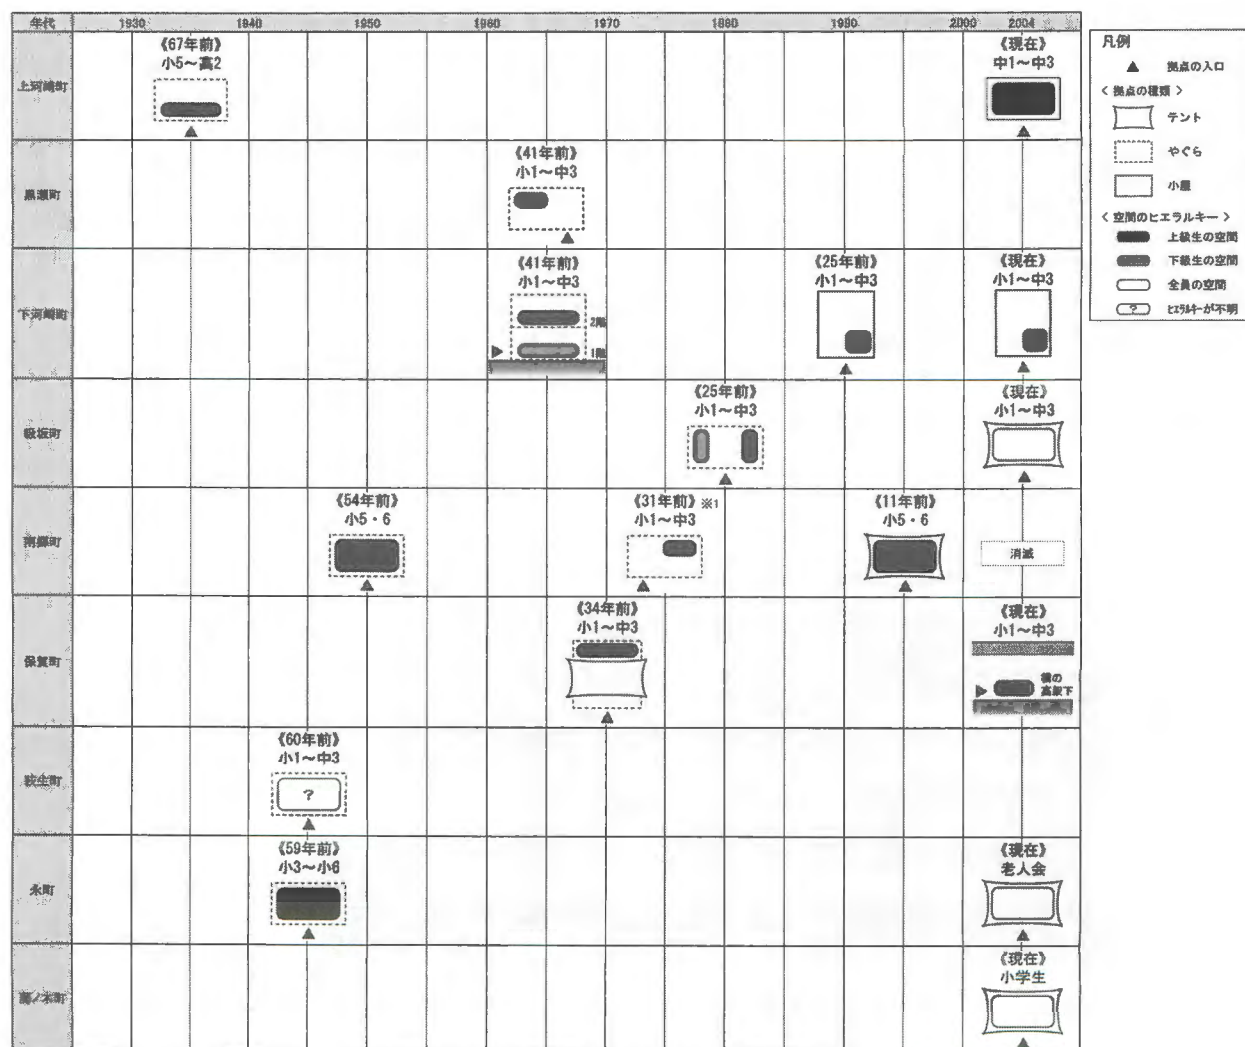 年代 1930 1940 1950 1960 1970 1980 1990 2000 2004
上河崎町
《67年前》
小5～高2
《現在》
中1～中3
黒瀬町
《41年前》
小1～中3
下河崎町
《41年前》
小1～中3
2階
1階
《25年前》
小1～中3
《現在》
小1～中3
吸坂町
《25年前》
小1～中3
《現在》
小1～中3
南郷町
《54年前》
小5・6
《31年前》※1
小1～中3
《11年前》
小5・6
消滅
保賀町
《34年前》
小1～中3
《現在》
小1～中3
横の
高架下
萩生町
《60年前》
小1～中3
?
永町
《59年前》
小3～小6
《現在》
老人会
《現在》
小学生
凡例
拠点の入口
< 拠点の種類 >
テント
やぐら
小屋
< 空間のヒエラルキー >
上級生の空間
下級生の空間
全員の空間
? ﾋｴﾗﾙｷｰが不明